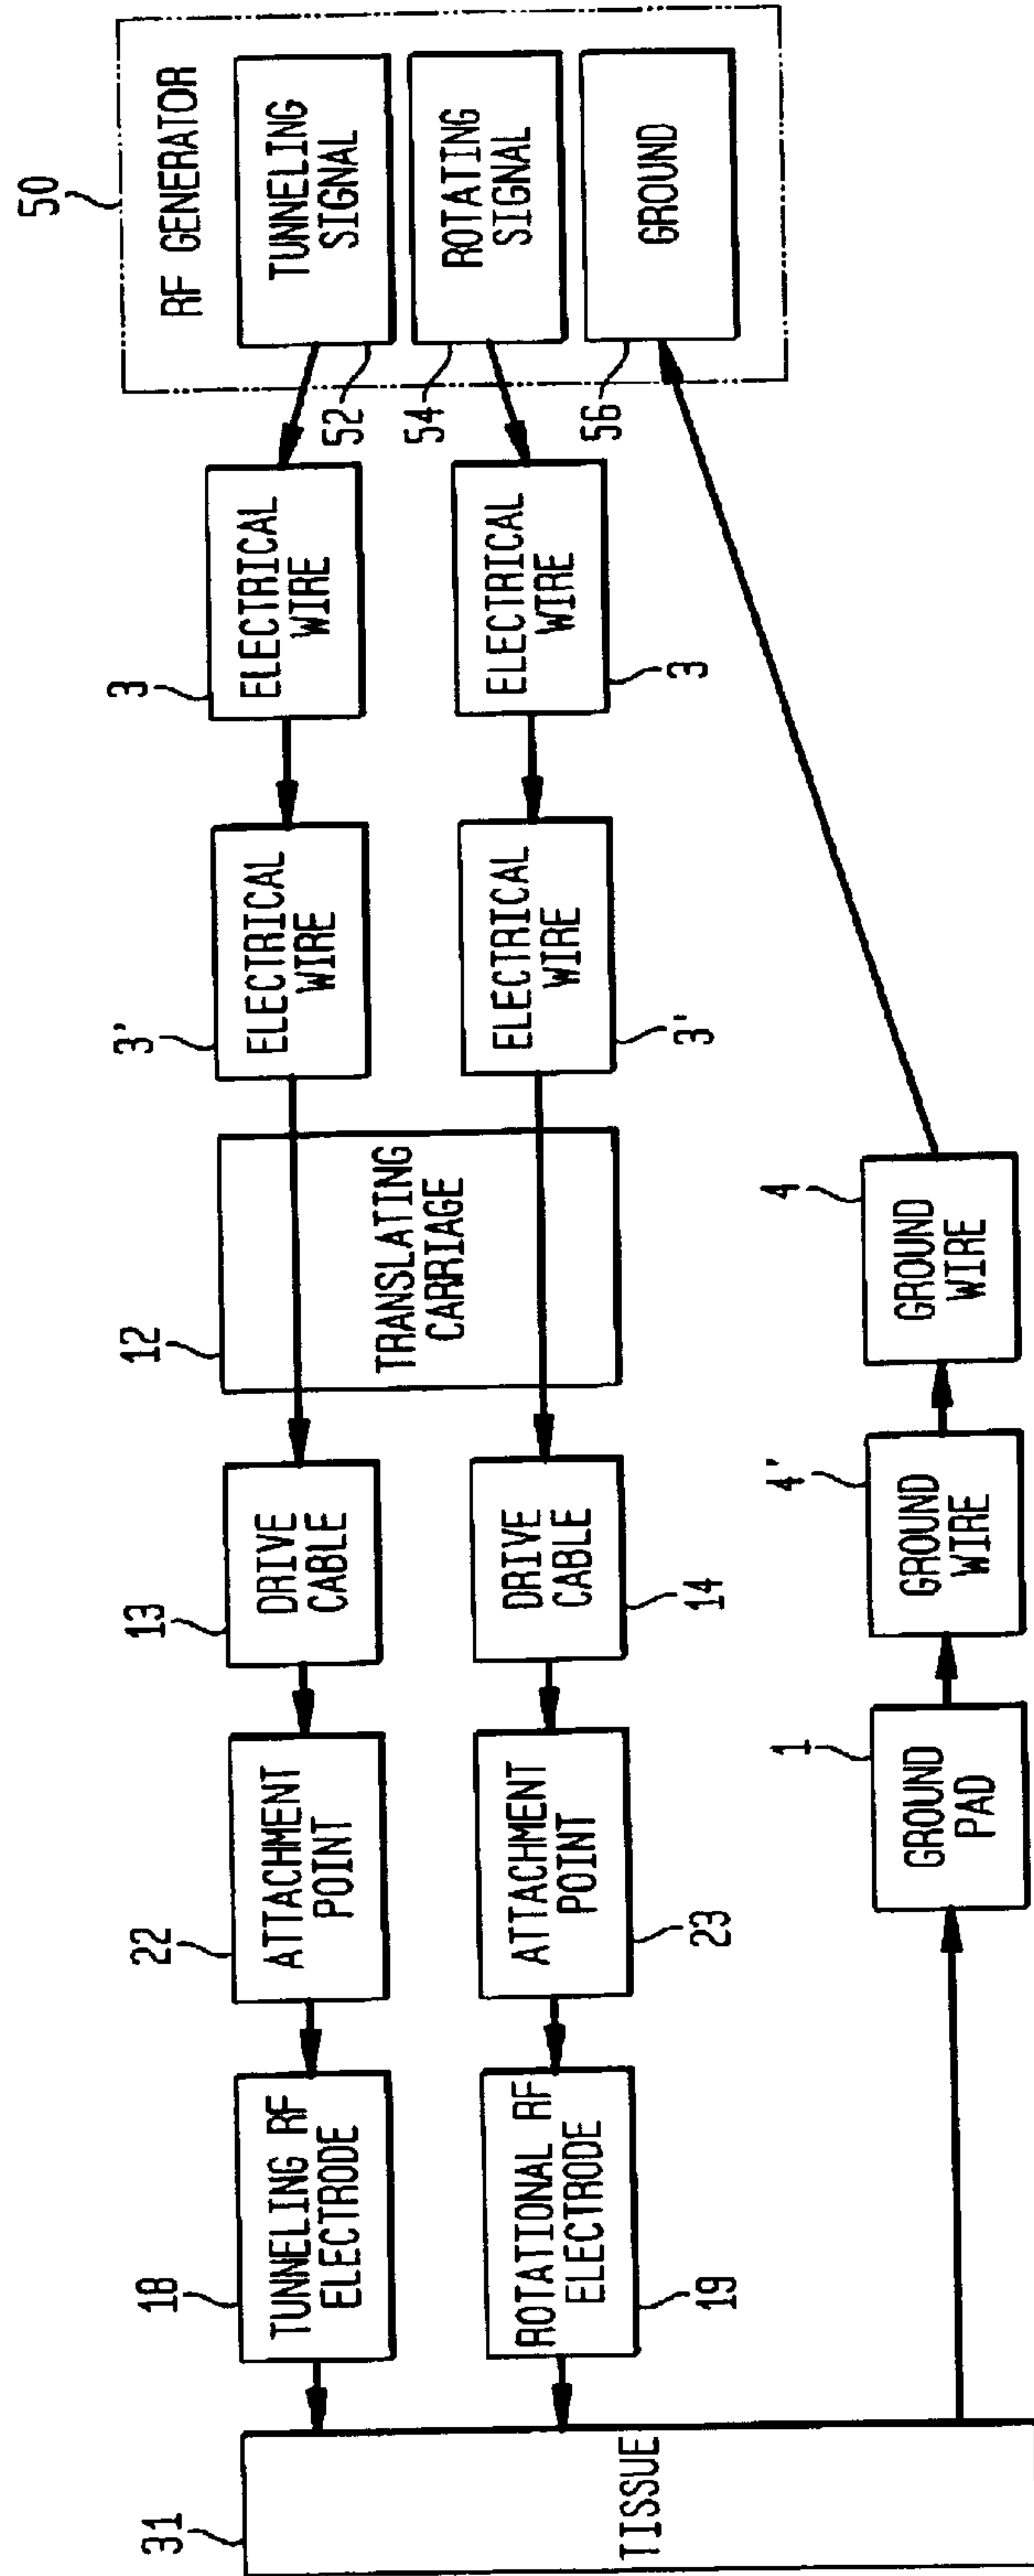 50
RF GENERATOR
TUNNELING
SIGNAL
52
ROTATING
SIGNAL
54
GROUND
56
3
ELECTRICAL
WIRE
ELECTRICAL
WIRE
3
3'
ELECTRICAL
WIRE
ELECTRICAL
WIRE
3'
12
TRANSLATING
CARRIAGE
13
DRIVE
CABLE
DRIVE
CABLE
14
22
ATTACHMENT
POINT
ATTACHMENT
POINT
23
18
TUNNELING RF
ELECTRODE
ROTATIONAL RF
ELECTRODE
19
31
TISSUE
1
GROUND
PAD
4'
GROUND
WIRE
4
GROUND
WIRE